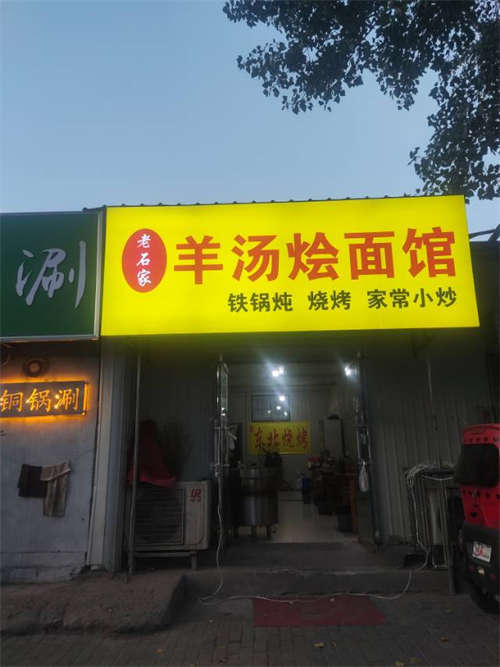 涮
铜锅涮
老石家
羊汤烩面馆
铁锅炖 烧烤 家常小炒
东北烧烤